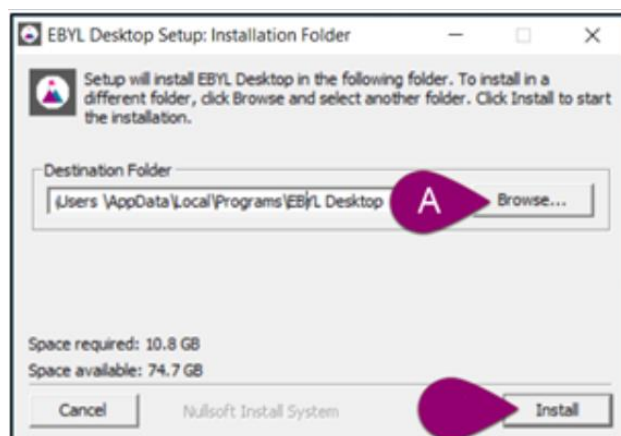 EBYL Desktop Setup: Installation Folder
Setup will install EBYL Desktop in the following folder. To install in a
different folder, click Browse and select another folder. Click Install to start
the installation.
Destination Folder
\Users \AppData\Local\Programs\EBYL Desktop
A
Browse...
Space required: 10.8 GB
Space available: 74.7 GB
Cancel
Nullsoft Install System
Install